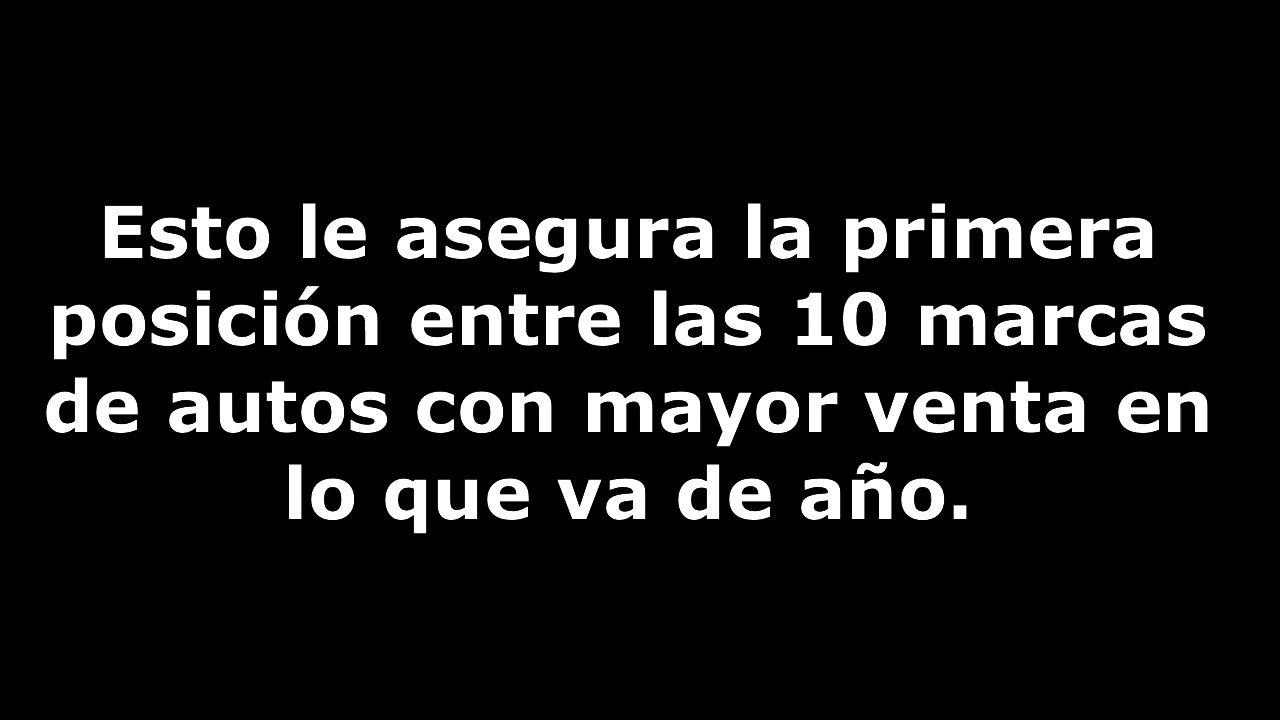 Esto le asegura la primera
posición entre las 10 marcas
de autos con mayor venta en
lo que va de año.